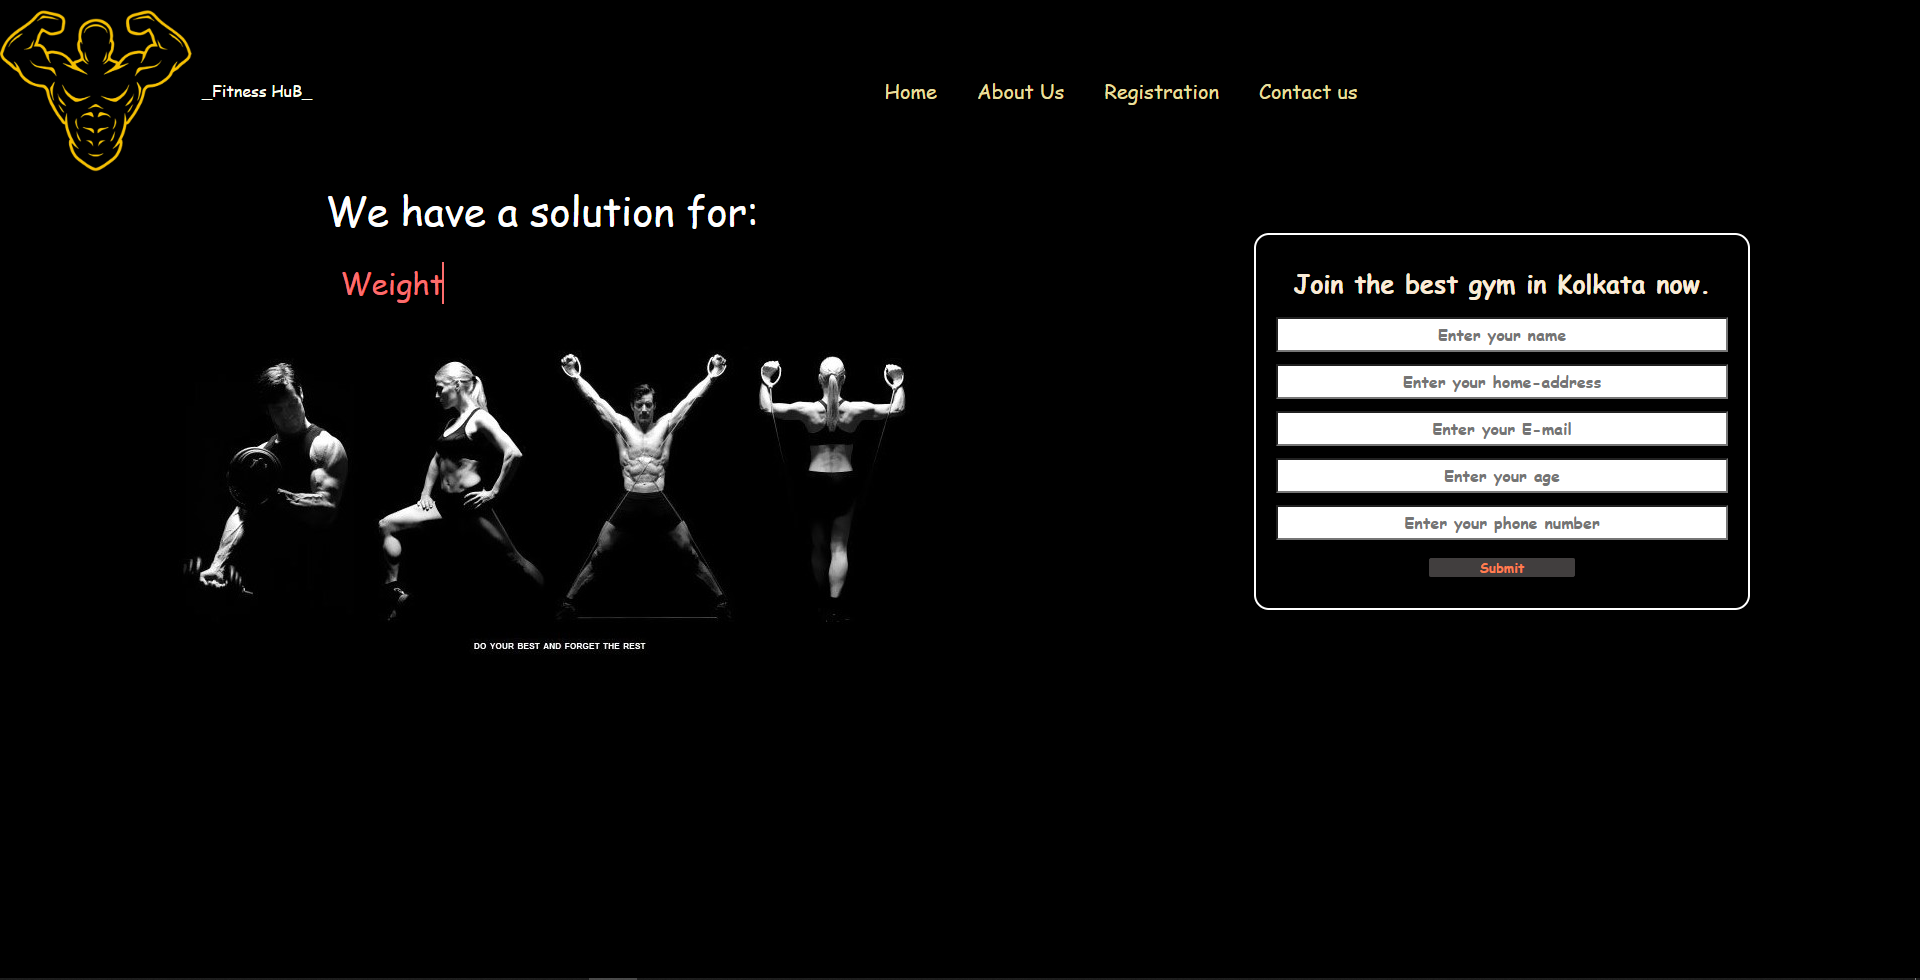 _Fitness HuB_
Home
About Us
Registration
Contact us
We have a solution for:
Weight
Join the best gym in Kolkata now.
Enter your name
Enter your home-address
Enter your E-mail
Enter your age
Enter your phone number
Submit
DO YOUR BEST AND FORGET THE REST